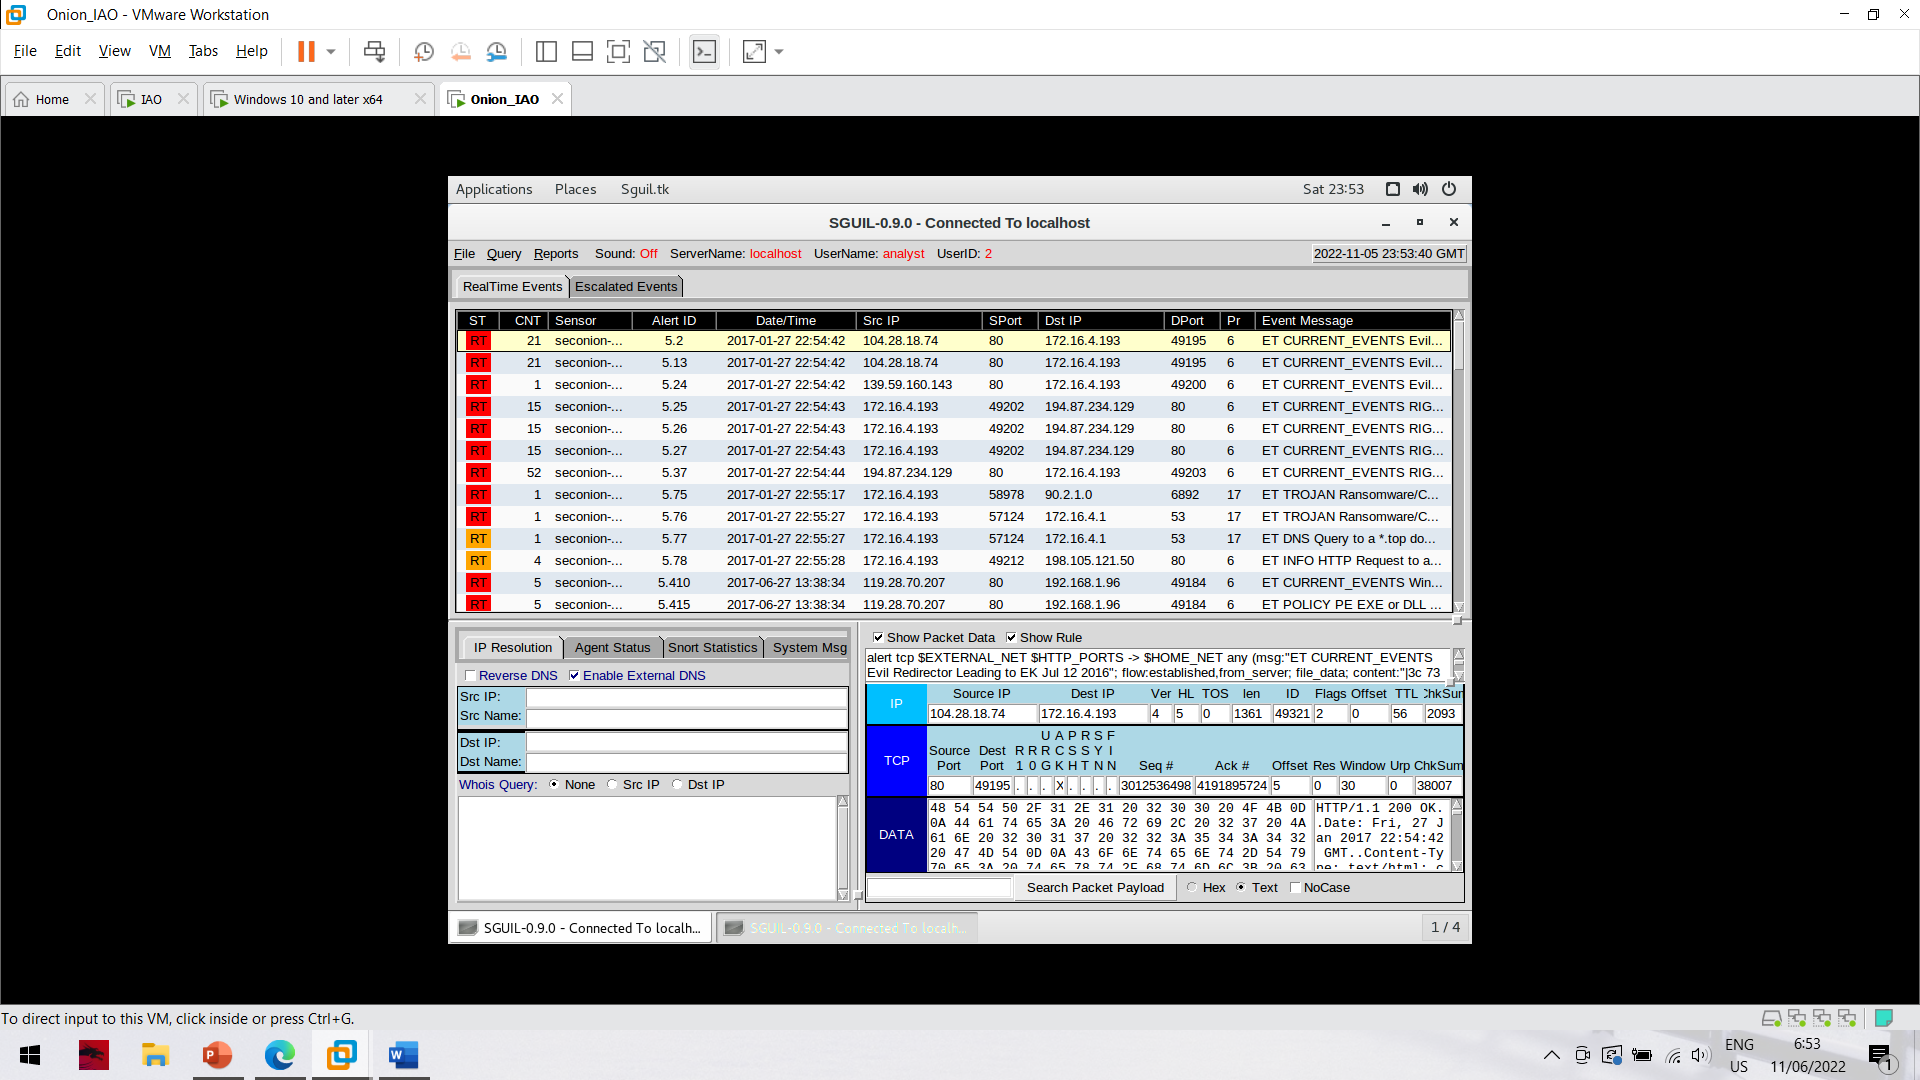 Onion_IAO - VMware Workstation
File Edit View VM Tabs Help
Home IAO Windows 10 and later x64 Onion_IAO
Applications Places Sguil.tk Sat 23:53
SGUIL-0.9.0 - Connected To localhost
File Query Reports Sound: Off ServerName: localhost UserName: analyst UserID: 2 2022-11-05 23:53:40 GMT
RealTime Events Escalated Events
ST CNT Sensor Alert ID Date/Time Src IP SPort Dst IP DPort Pr Event Message
RT 21 seconion-... 5.2 2017-01-27 22:54:42 104.28.18.74 80 172.16.4.193 49195 6 ET CURRENT_EVENTS Evil...
RT 21 seconion-... 5.13 2017-01-27 22:54:42 104.28.18.74 80 172.16.4.193 49195 6 ET CURRENT_EVENTS Evil...
RT 1 seconion-... 5.24 2017-01-27 22:54:42 139.59.160.143 80 172.16.4.193 49200 6 ET CURRENT_EVENTS Evil...
RT 15 seconion-... 5.25 2017-01-27 22:54:43 172.16.4.193 49202 194.87.234.129 80 6 ET CURRENT_EVENTS RIG...
RT 15 seconion-... 5.26 2017-01-27 22:54:43 172.16.4.193 49202 194.87.234.129 80 6 ET CURRENT_EVENTS RIG...
RT 15 seconion-... 5.27 2017-01-27 22:54:43 172.16.4.193 49202 194.87.234.129 80 6 ET CURRENT_EVENTS RIG...
RT 52 seconion-... 5.37 2017-01-27 22:54:44 194.87.234.129 80 172.16.4.193 49203 6 ET CURRENT_EVENTS RIG...
RT 1 seconion-... 5.75 2017-01-27 22:55:17 172.16.4.193 58978 90.2.1.0 6892 17 ET TROJAN Ransomware/C...
RT 1 seconion-... 5.76 2017-01-27 22:55:27 172.16.4.193 57124 172.16.4.1 53 17 ET TROJAN Ransomware/C...
RT 1 seconion-... 5.77 2017-01-27 22:55:27 172.16.4.193 57124 172.16.4.1 53 17 ET DNS Query to a *.top do...
RT 4 seconion-... 5.78 2017-01-27 22:55:28 172.16.4.193 49212 198.105.121.50 80 6 ET INFO HTTP Request to a...
RT 5 seconion-... 5.410 2017-06-27 13:38:34 119.28.70.207 80 192.168.1.96 49184 6 ET CURRENT_EVENTS Win...
RT 5 seconion-... 5.415 2017-06-27 13:38:34 119.28.70.207 80 192.168.1.96 49184 6 ET POLICY PE EXE or DLL ...
IP Resolution Agent Status Snort Statistics System Msg
Reverse DNS Enable External DNS
Src IP:
Src Name:
Dst IP:
Dst Name:
Whois Query: None Src IP Dst IP
Show Packet Data Show Rule
alert tcp $EXTERNAL_NET $HTTP_PORTS -> $HOME_NET any (msg:"ET CURRENT_EVENTS
Evil Redirector Leading to EK Jul 12 2016"; flow:established,from_server; file_data; content:"|3c 73
IP Source IP Dest IP Ver HL TOS len ID Flags Offset TTL ChkSum
104.28.18.74 172.16.4.193 4 5 0 1361 49321 2 0 56 2093
U A P R S F
Source Dest R R R C S S Y I
TCP Port Port 1 0 G K H T N N Seq # Ack # Offset Res Window Urp ChkSum
80 49195 . . . X . . . . 3012536498 4191895724 5 0 30 0 38007
DATA
48 54 54 50 2F 31 2E 31 20 32 30 30 20 4F 4B 0D HTTP/1.1 200 OK.
0A 44 61 74 65 3A 20 46 72 69 2C 20 32 37 20 4A .Date: Fri, 27 J
61 6E 20 32 30 31 37 20 32 32 3A 35 34 3A 34 32 an 2017 22:54:42
20 47 4D 54 0D 0A 43 6F 6E 74 65 6E 74 2D 54 79 GMT..Content-Ty
70 65 3A 20 74 65 78 74 2F 68 74 6D 6C 3B 20 63 pe: text/html; c
Search Packet Payload Hex Text NoCase
SGUIL-0.9.0 - Connected To localh... SGUIL-0.9.0 - Connected To localh... 1 / 4
To direct input to this VM, click inside or press Ctrl+G.
ENG 6:53
US 11/06/2022 1